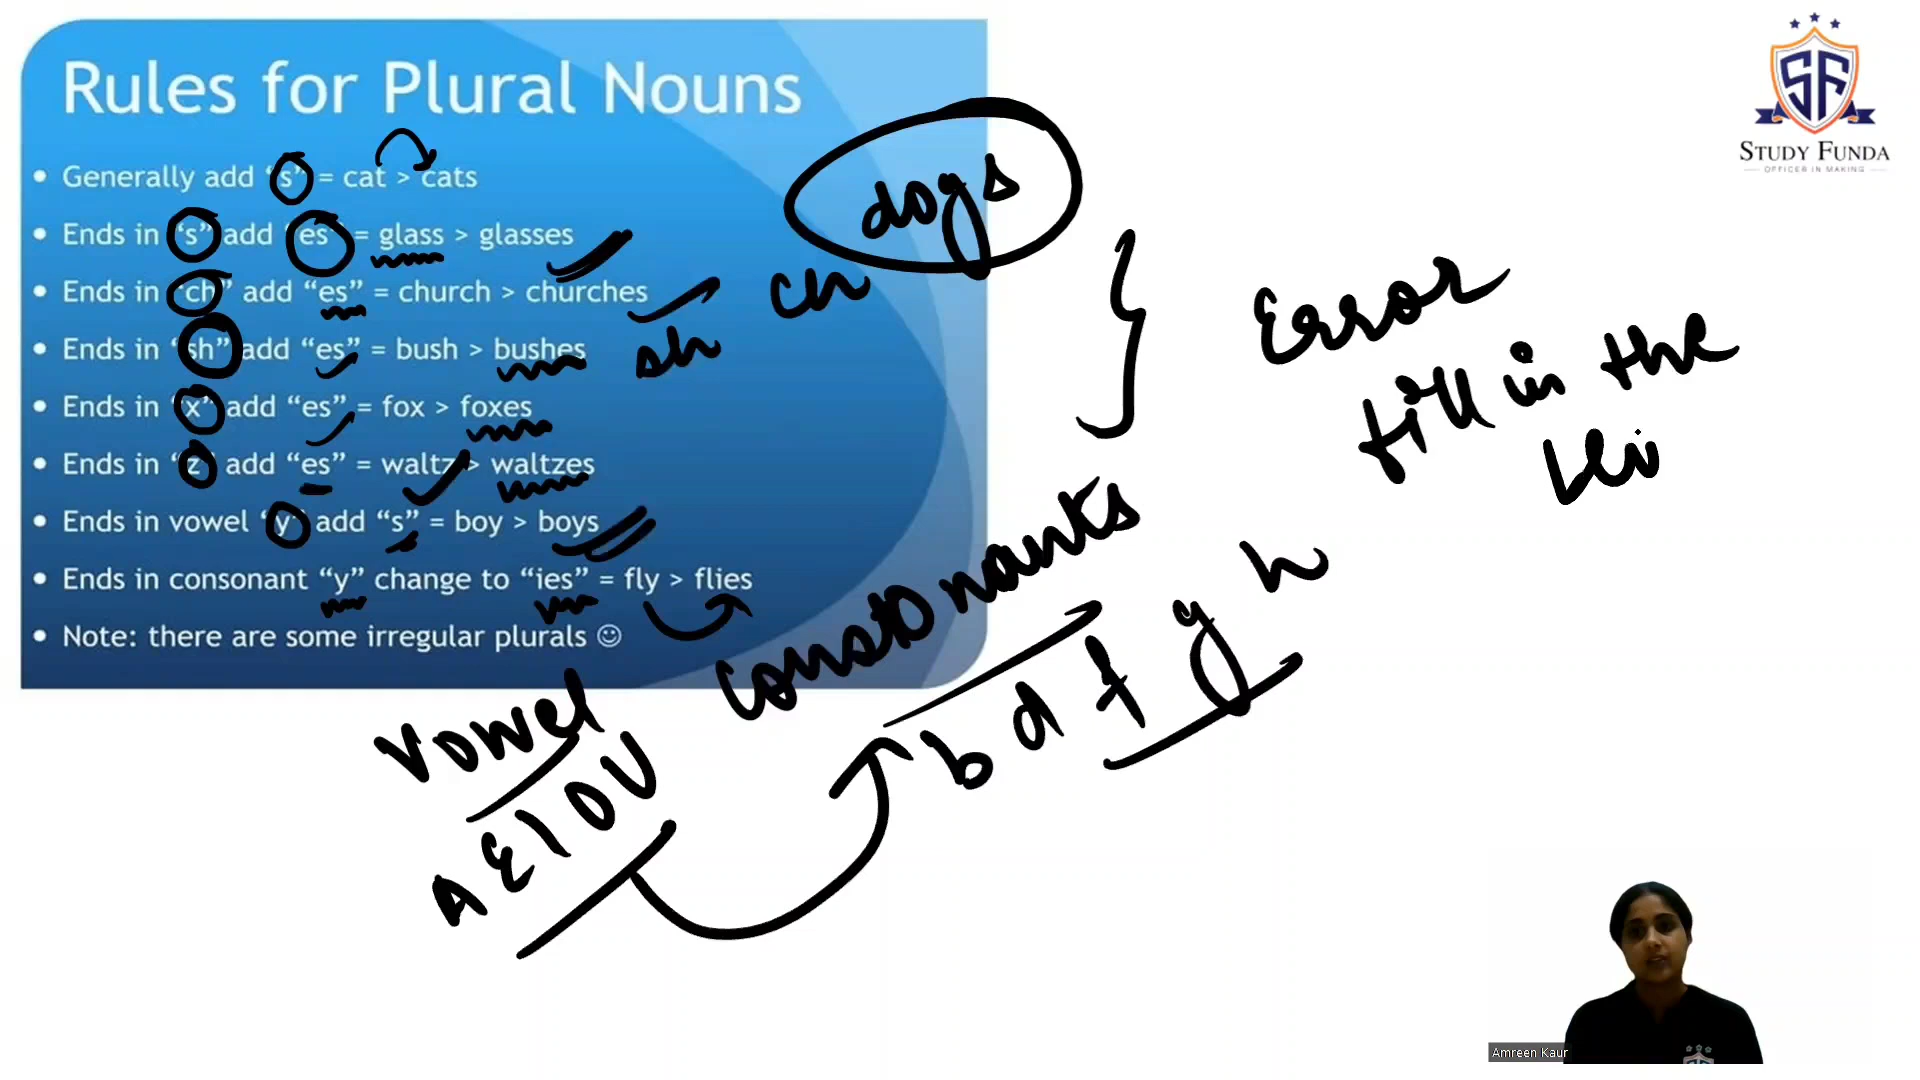 Rules for Plural Nouns
• Generally add “s” = cat > cats
• Ends in “s” add “es” = glass > glasses
• Ends in “ch” add “es” = church > churches
• Ends in “sh” add “es” = bush > bushes
• Ends in “x” add “es” = fox > foxes
• Ends in “z” add “es” = waltz > waltzes
• Ends in vowel “y” add “s” = boy > boys
• Ends in consonant “y” change to “ies” = fly > flies
• Note: there are some irregular plurals ☺
dogs
ch
sh
Error
fill in the
Vowel
AEIOU
consonants
b d f g h
SF
STUDY FUNDA
OFFICER IN MAKING
Amreen Kaur